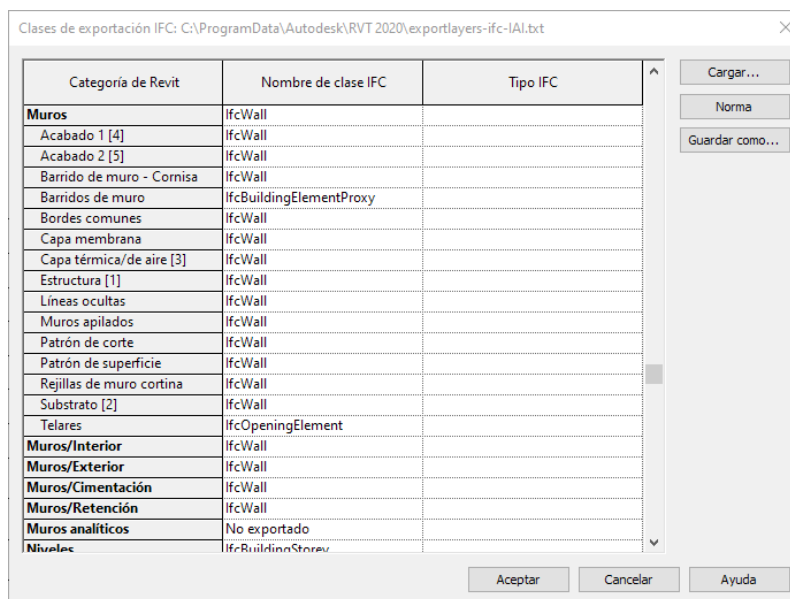 Clases de exportación IFC: C:\ProgramData\Autodesk\RVT 2020\exportlayers-ifc-IAI.txt
Categoría de Revit Nombre de clase IFC Tipo IFC
Muros IfcWall
Acabado 1 [4] IfcWall
Acabado 2 [5] IfcWall
Barrido de muro - Cornisa IfcWall
Barridos de muro IfcBuildingElementProxy
Bordes comunes IfcWall
Capa membrana IfcWall
Capa térmica/de aire [3] IfcWall
Estructura [1] IfcWall
Líneas ocultas IfcWall
Muros apilados IfcWall
Patrón de corte IfcWall
Patrón de superficie IfcWall
Rejillas de muro cortina IfcWall
Substrato [2] IfcWall
Telares IfcOpeningElement
Muros/Interior IfcWall
Muros/Exterior IfcWall
Muros/Cimentación IfcWall
Muros/Retención IfcWall
Muros analíticos No exportado
Niveles IfcBuildingStorey
Cargar...
Norma
Guardar como...
Aceptar Cancelar Ayuda